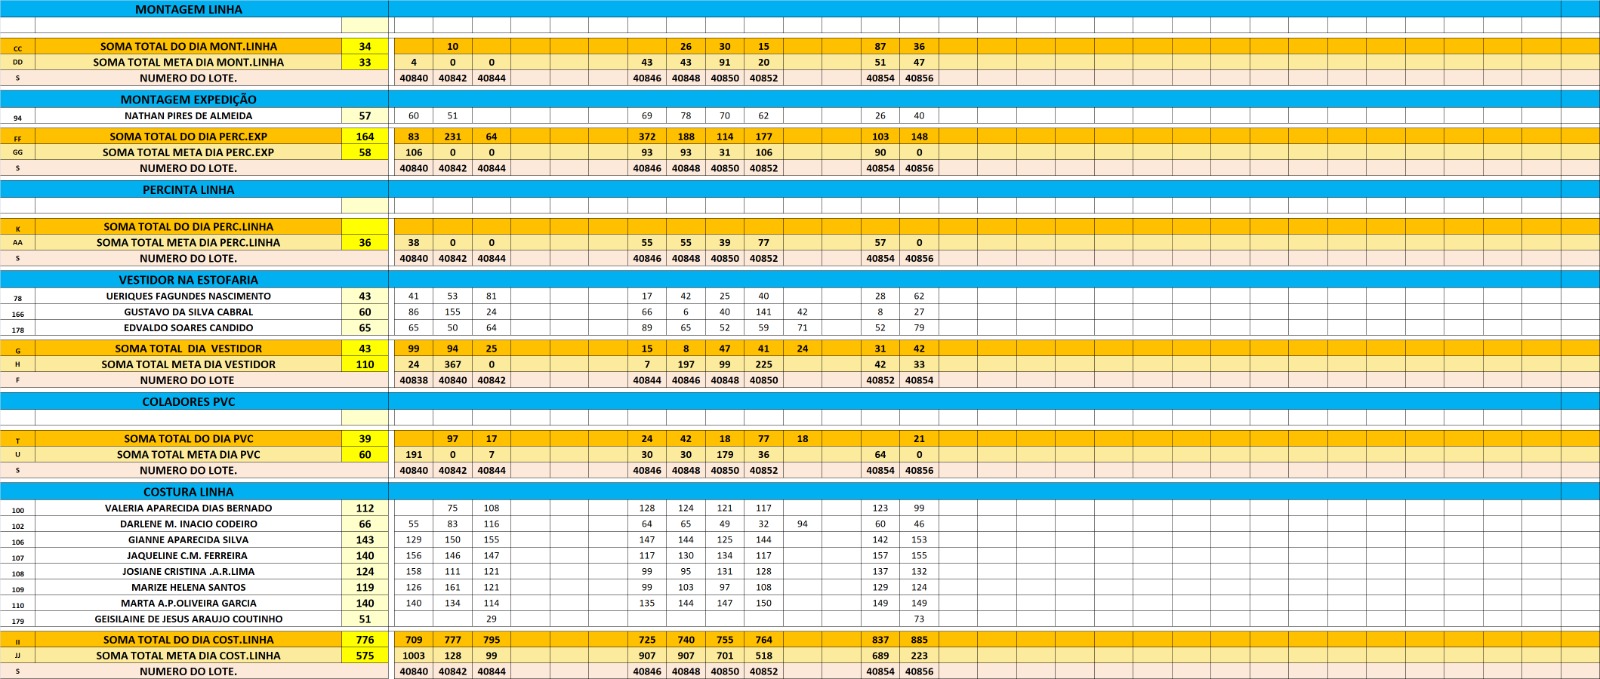 MONTAGEM LINHA
CC SOMA TOTAL DO DIA MONT.LINHA 34 10 26 30 15 87 36
DD SOMA TOTAL META DIA MONT.LINHA 33 4 0 0 43 43 91 20 51 47
S NUMERO DO LOTE. 40840 40842 40844 40846 40848 40850 40852 40854 40856
MONTAGEM EXPEDIÇÃO
94 NATHAN PIRES DE ALMEIDA 57 60 51 69 78 70 62 26 40
FF SOMA TOTAL DO DIA PERC.EXP 164 83 231 64 372 188 114 177 103 148
GG SOMA TOTAL META DIA PERC.EXP 58 106 0 0 93 93 31 106 90 0
S NUMERO DO LOTE. 40840 40842 40844 40846 40848 40850 40852 40854 40856
PERCINTA LINHA
K SOMA TOTAL DO DIA PERC.LINHA
AA SOMA TOTAL META DIA PERC.LINHA 36 38 0 0 55 55 39 77 57 0
S NUMERO DO LOTE. 40840 40842 40844 40846 40848 40850 40852 40854 40856
VESTIDOR NA ESTOFARIA
78 UERIQUES FAGUNDES NASCIMENTO 43 41 53 81 17 42 25 40 28 62
166 GUSTAVO DA SILVA CABRAL 60 86 155 24 66 6 40 141 42 8 27
178 EDVALDO SOARES CANDIDO 65 65 50 64 89 65 52 59 71 52 79
G SOMA TOTAL DIA VESTIDOR 43 99 94 25 15 8 47 41 24 31 42
H SOMA TOTAL META DIA VESTIDOR 110 24 367 0 7 197 99 225 42 33
F NUMERO DO LOTE 40838 40840 40842 40844 40846 40848 40850 40852 40854
COLADORES PVC
T SOMA TOTAL DO DIA PVC 39 97 17 24 42 18 77 18 21
U SOMA TOTAL META DIA PVC 60 191 0 7 30 30 179 36 64 0
S NUMERO DO LOTE. 40840 40842 40844 40846 40848 40850 40852 40854 40856
COSTURA LINHA
100 VALERIA APARECIDA DIAS BERNADO 112 75 108 128 124 121 117 123 99
102 DARLENE M. INACIO CODEIRO 66 55 83 116 64 65 49 32 94 60 46
106 GIANNE APARECIDA SILVA 143 129 150 155 147 144 125 144 142 153
107 JAQUELINE C.M. FERREIRA 140 156 146 147 117 130 134 117 157 155
108 JOSIANE CRISTINA .A.R.LIMA 124 158 111 121 99 95 131 128 137 132
109 MARIZE HELENA SANTOS 119 126 161 121 99 103 97 108 129 124
110 MARTA A.P.OLIVEIRA GARCIA 140 140 134 114 135 144 147 150 149 149
179 GEISILAINE DE JESUS ARAUJO COUTINHO 51 29 73
II SOMA TOTAL DO DIA COST.LINHA 776 709 777 795 725 740 755 764 837 885
JJ SOMA TOTAL META DIA COST.LINHA 575 1003 128 99 907 907 701 518 689 223
S NUMERO DO LOTE. 40840 40842 40844 40846 40848 40850 40852 40854 40856